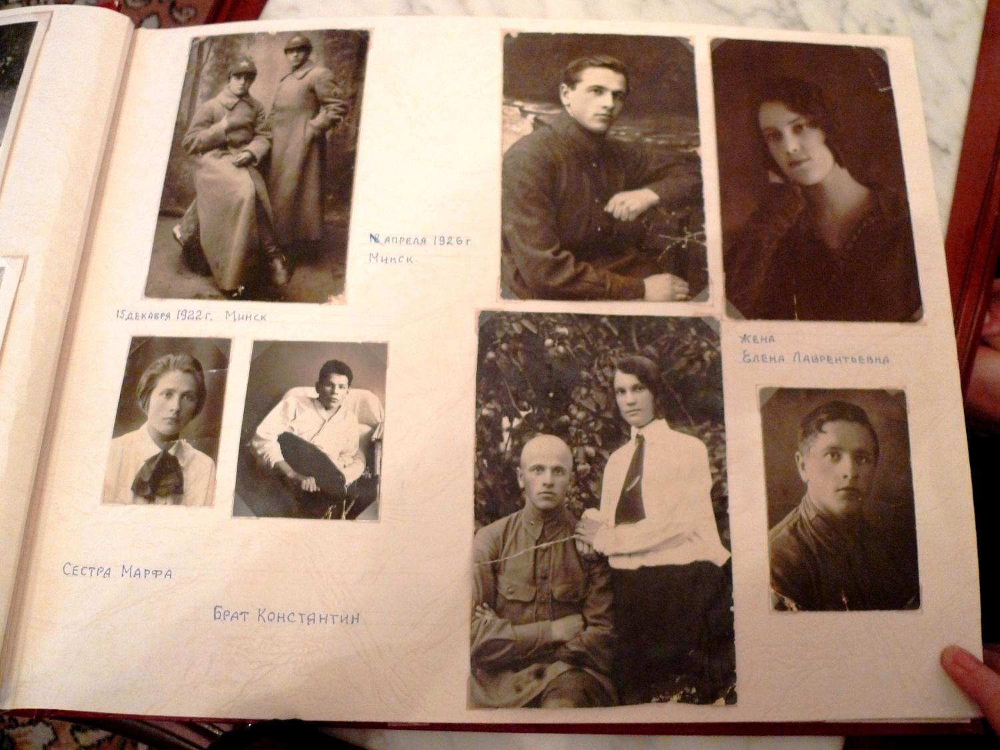 апреля 1926 г.
Минск.
15 декабря 1922 г. Минск
Жена
Елена Лаврентьевна
Сестра Марфа
Брат Константин